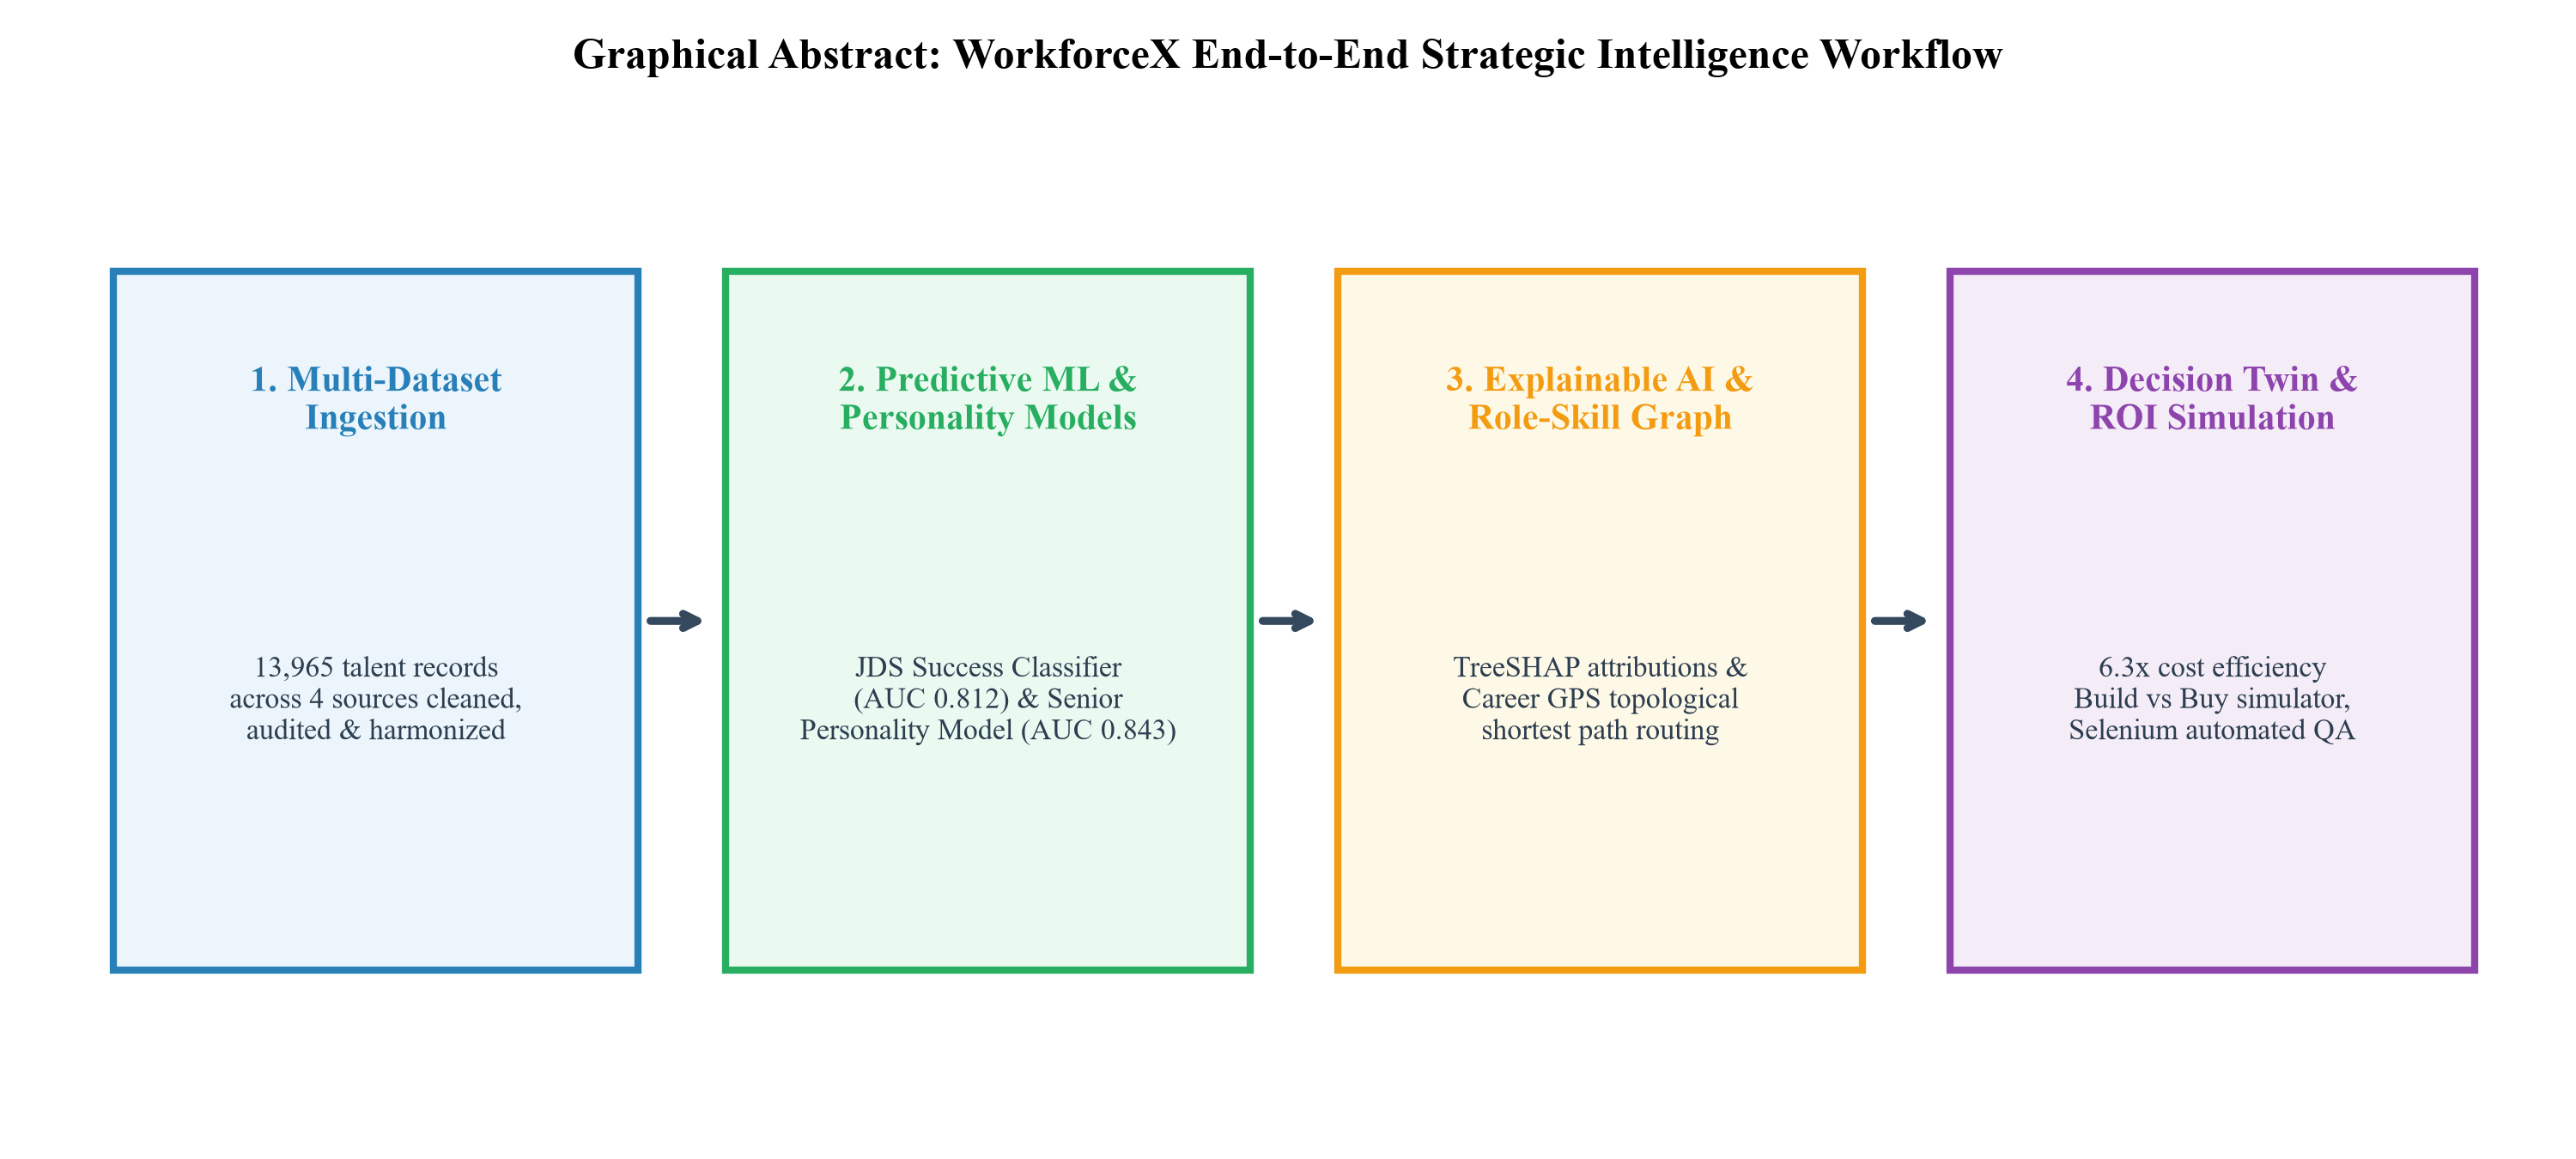 Graphical Abstract: WorkforceX End-to-End Strategic Intelligence Workflow
1. Multi-Dataset
Ingestion
13,965 talent records
across 4 sources cleaned,
audited & harmonized
2. Predictive ML &
Personality Models
JDS Success Classifier
(AUC 0.812) & Senior
Personality Model (AUC 0.843)
3. Explainable AI &
Role-Skill Graph
TreeSHAP attributions &
Career GPS topological
shortest path routing
4. Decision Twin &
ROI Simulation
6.3x cost efficiency
Build vs Buy simulator,
Selenium automated QA